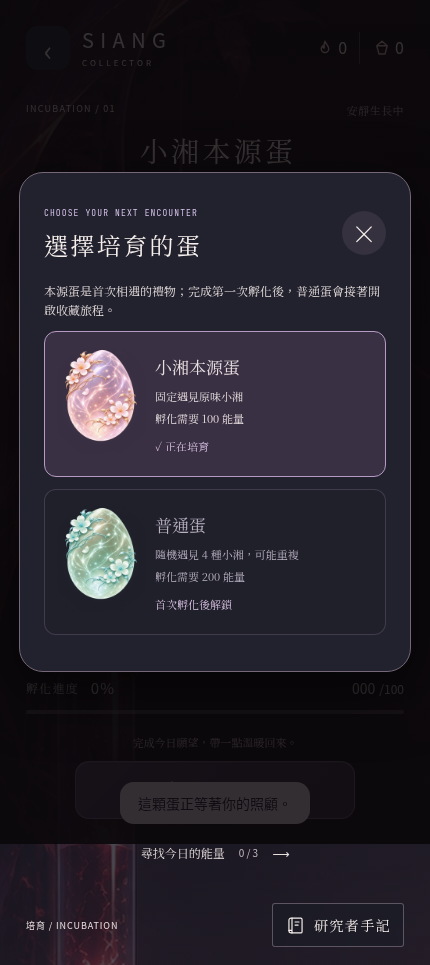 SIANG
COLLECTOR
0
0
INCUBATION / 01
安靜生長中
小湘本源蛋
CHOOSE YOUR NEXT ENCOUNTER
選擇培育的蛋
本源蛋是首次相遇的禮物；完成第一次孵化後，普通蛋會接著開
啟收藏旅程。
小湘本源蛋
固定遇見原味小湘
孵化需要 100 能量
✓ 正在培育
普通蛋
隨機遇見 4 種小湘，可能重複
孵化需要 200 能量
首次孵化後解鎖
孵化進度 0%
000 /100
完成今日願望，帶一點溫暖回來。
這顆蛋正等著你的照顧。
尋找今日的能量 0 / 3 →
培育 / INCUBATION
研究者手記